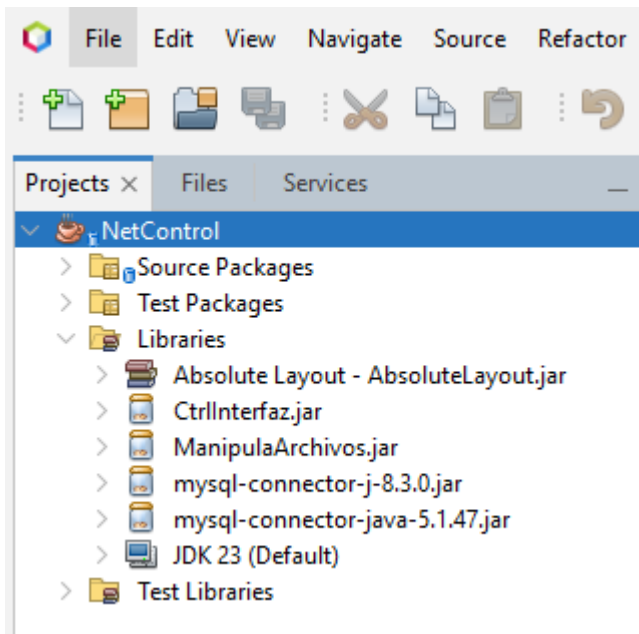 File Edit View Navigate Source Refactor
Projects Files Services
NetControl
Source Packages
Test Packages
Libraries
Absolute Layout - AbsoluteLayout.jar
CtrlInterfaz.jar
ManipulaArchivos.jar
mysql-connector-j-8.3.0.jar
mysql-connector-java-5.1.47.jar
JDK 23 (Default)
Test Libraries